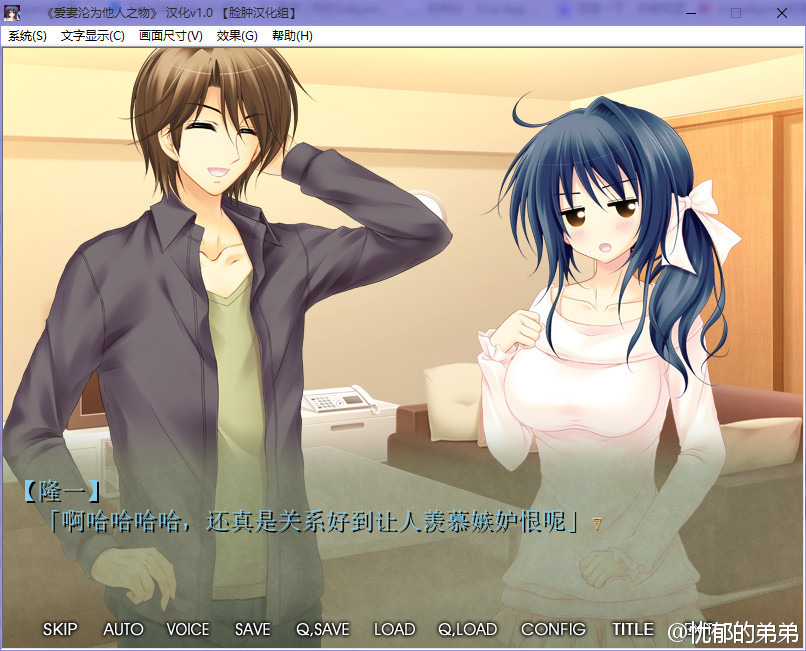 《爱妻沦为他人之物》 汉化v1.0 【脸肿汉化组】
系统(S) 文字显示(C) 画面尺寸(V) 效果(G) 帮助(H)
【隆一】
「啊哈哈哈哈，还真是关系好到让人羡慕嫉妒恨呢」
SKIP AUTO VOICE SAVE Q,SAVE LOAD Q,LOAD CONFIG TITLE
@忧郁的弟弟